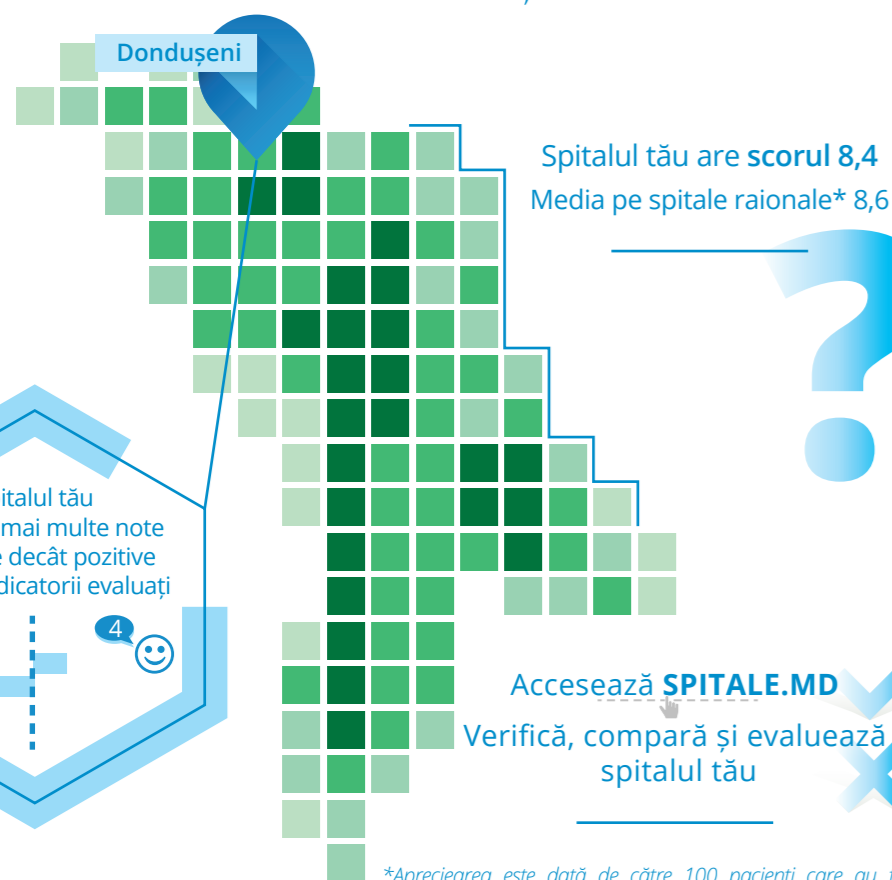 Dondușeni
Spitalul tău are scorul 8,4
Media pe spitale raionale* 8,6
tău
mai multe note
decât pozitive
evaluați
4
Accesează SPITALE.MD
Verifică, compară și evaluează
spitalul tău
*Aprecierea este dată de către 100 pacienți care au